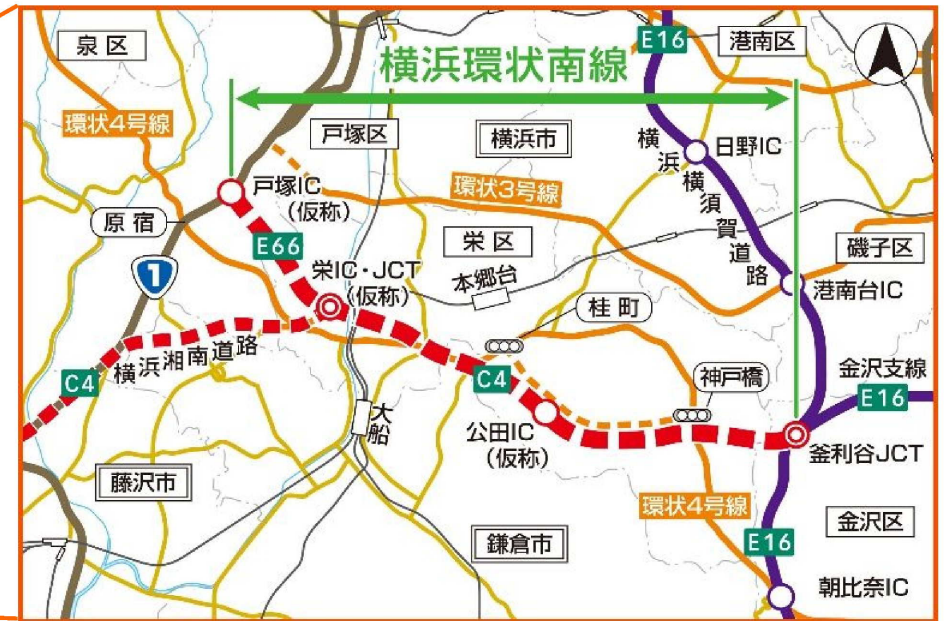 泉区
E16
港南区
横浜環状南線
環状4号線
戸塚区
横浜市
横浜横須賀道路
日野IC
戸塚IC
(仮称)
環状3号線
原宿
E66
栄区
磯子区
1
栄IC・JCT
(仮称)
本郷台
港南台IC
桂町
横浜湘南道路
C4
C4
神戸橋
金沢支線
E16
大船
公田IC
(仮称)
釜利谷JCT
藤沢市
環状4号線
金沢区
鎌倉市
E16
朝比奈IC